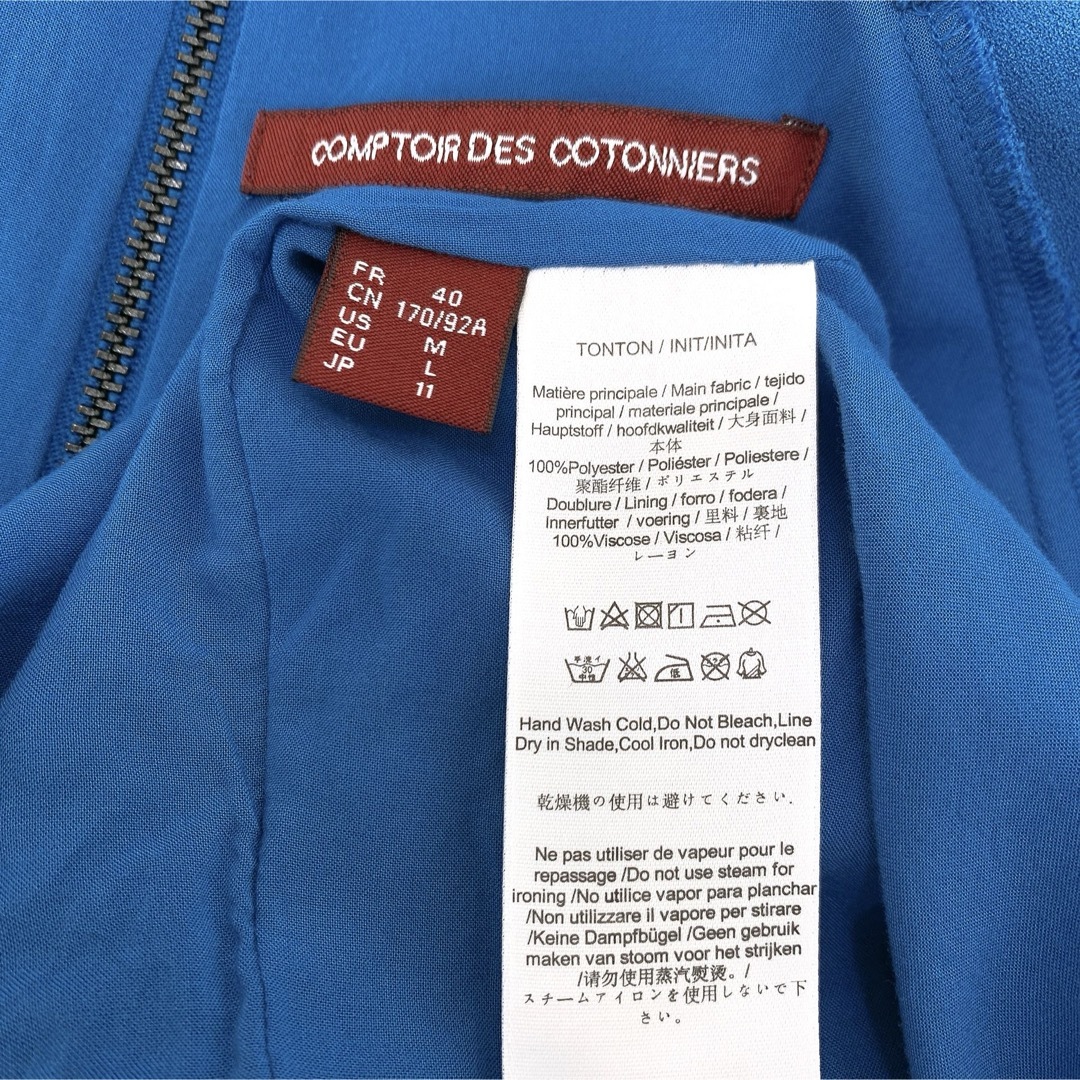 COMPTOIR DES COTONNIERS
FR 40
CN 170/92A
US M
EU L
JP 11
TONTON / INIT/INITA
Matière principale / Main fabric / tejido
principal / materiale principale /
Hauptstoff / hoofdkwaliteit / 大身面料 /
本体
100%Polyester / Poliéster / Poliestere /
聚酯纤维 / ポリエステル
Doublure / Lining / forro / fodera /
Innerfutter / voering / 里料 / 裏地
100%Viscose / Viscosa / 粘纤 /
レーヨン
手洗イ
30
中性
低
Hand Wash Cold,Do Not Bleach,Line
Dry in Shade,Cool Iron,Do not dryclean
乾燥機の使用は避けてください.
Ne pas utiliser de vapeur pour le
repassage /Do not use steam for
ironing /No utilice vapor para planchar
/Non utilizzare il vapore per stirare
/Keine Dampfbügel /Geen gebruik
maken van stoom voor het strijken
/请勿使用蒸汽熨烫。/
スチームアイロンを使用しないで下
さい。